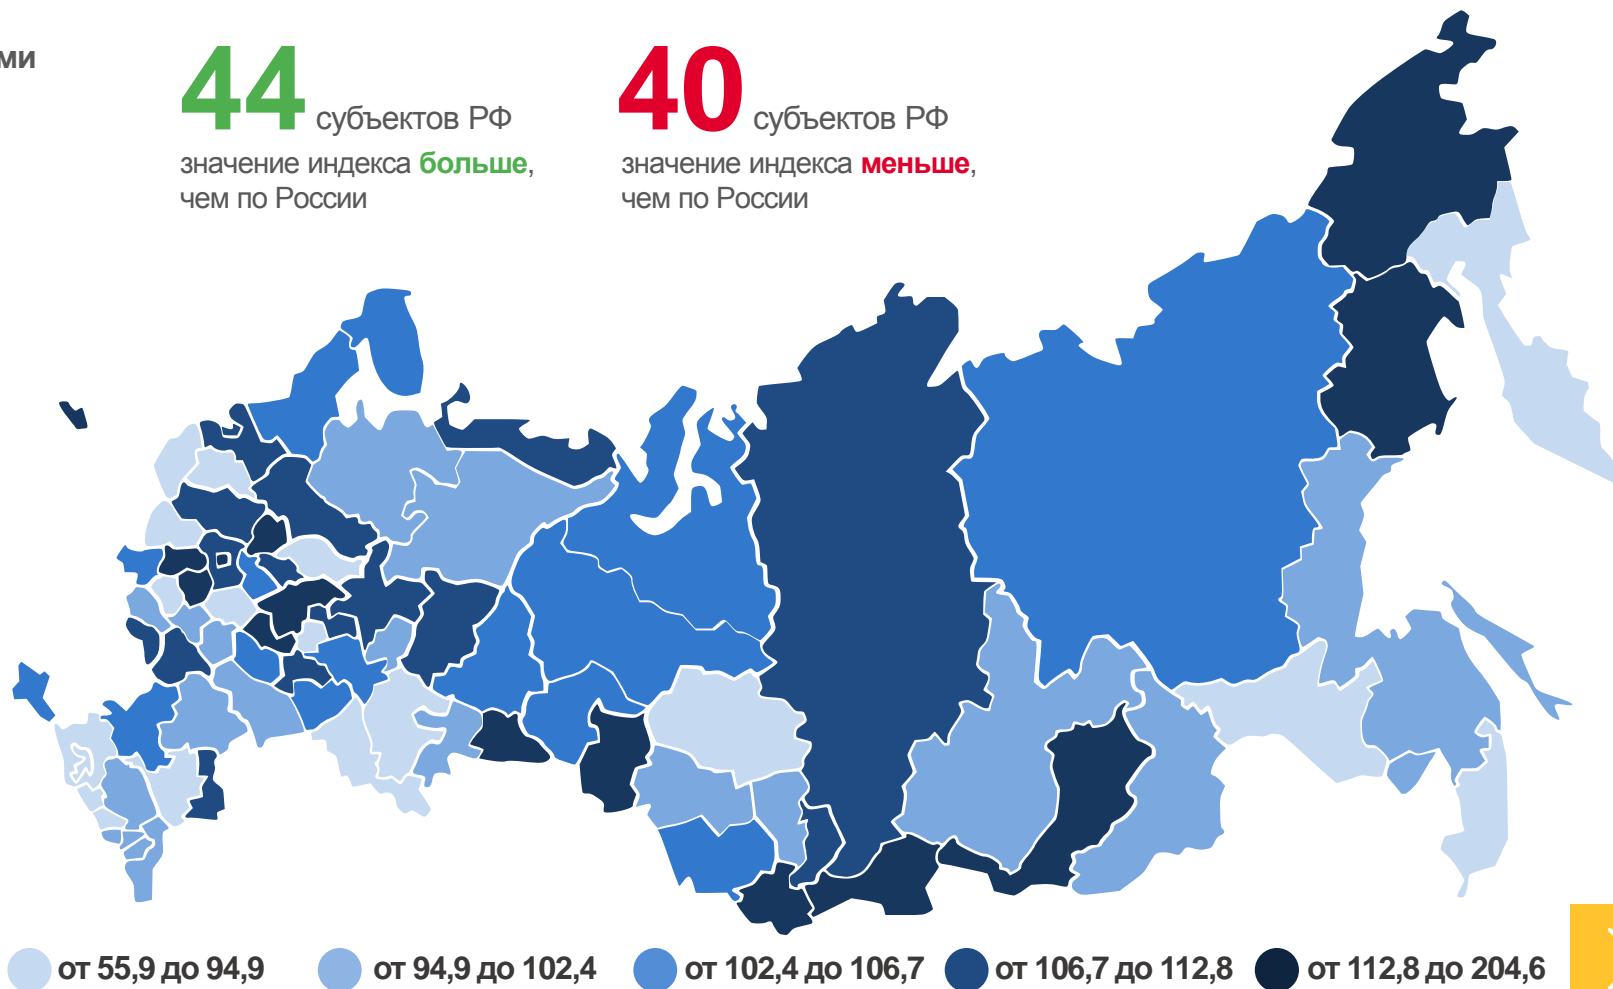 ми
44 субъектов РФ
значение индекса больше,
чем по России
40 субъектов РФ
значение индекса меньше,
чем по России
от 55,9 до 94,9
от 94,9 до 102,4
от 102,4 до 106,7
от 106,7 до 112,8
от 112,8 до 204,6